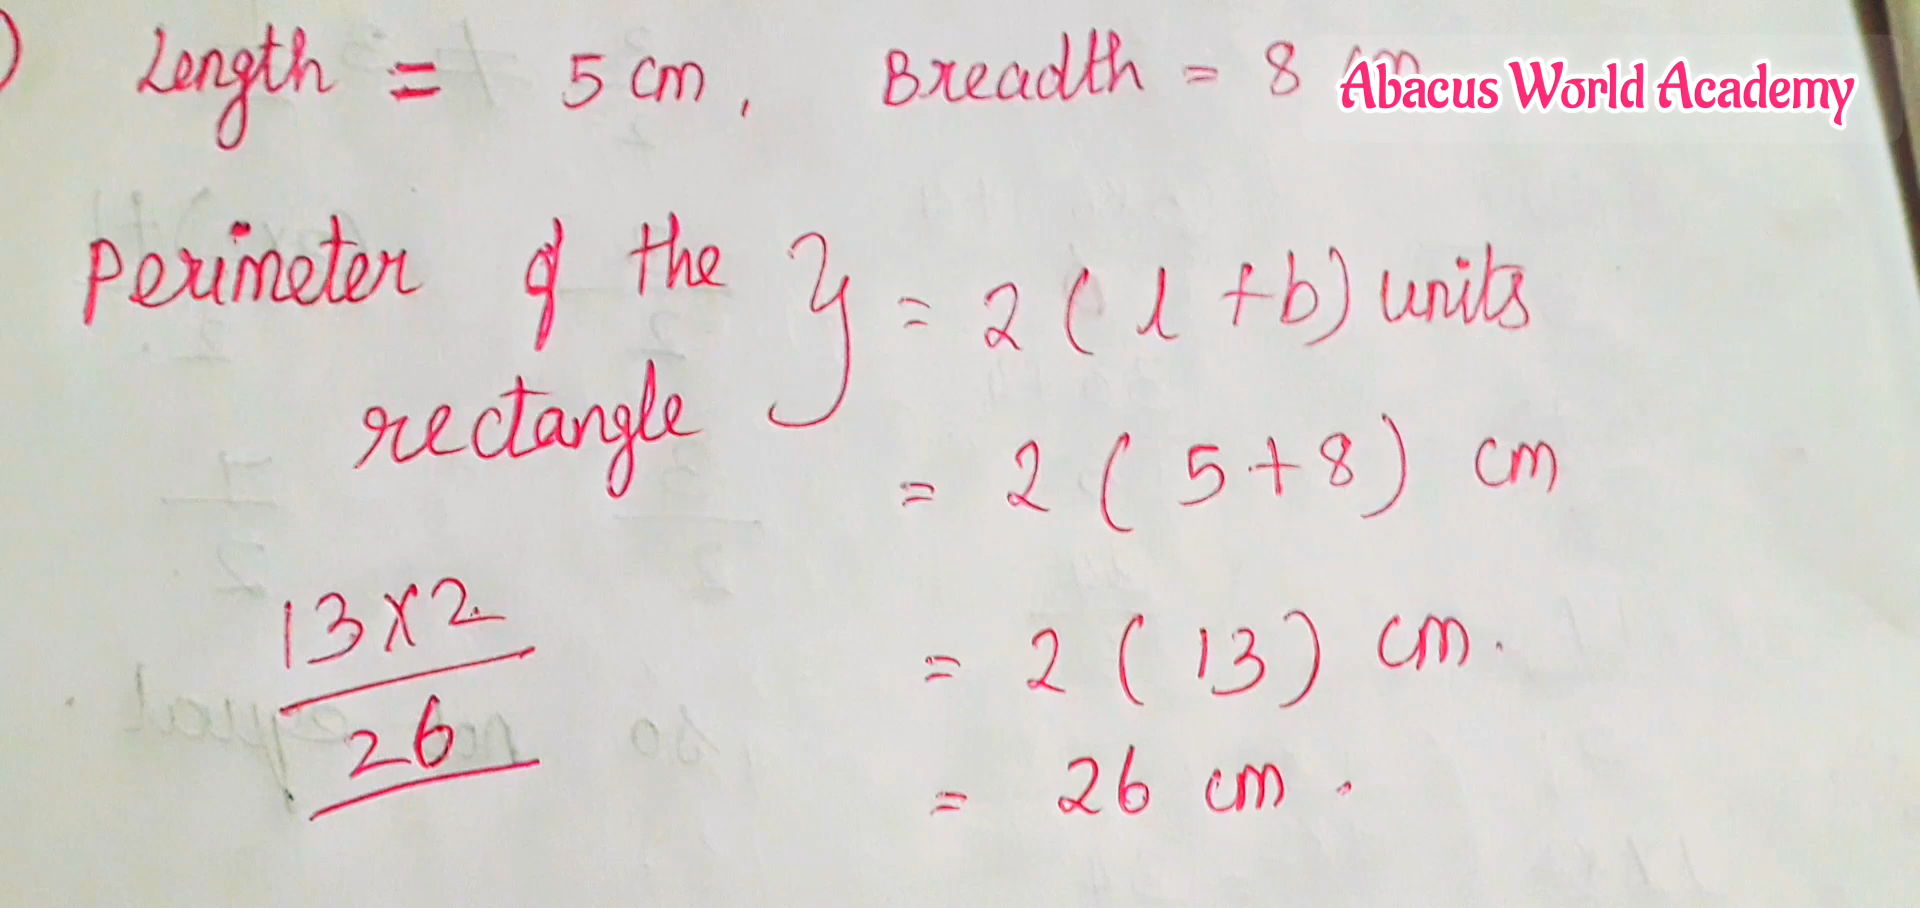 ) Length = 5 cm, Breadth = 8 cm
Abacus World Academy
Perimeter of the rectangle } = 2 ( l + b) units
= 2 ( 5 + 8 ) cm
= 2 ( 13 ) cm.
= 26 cm.
13 x 2
26